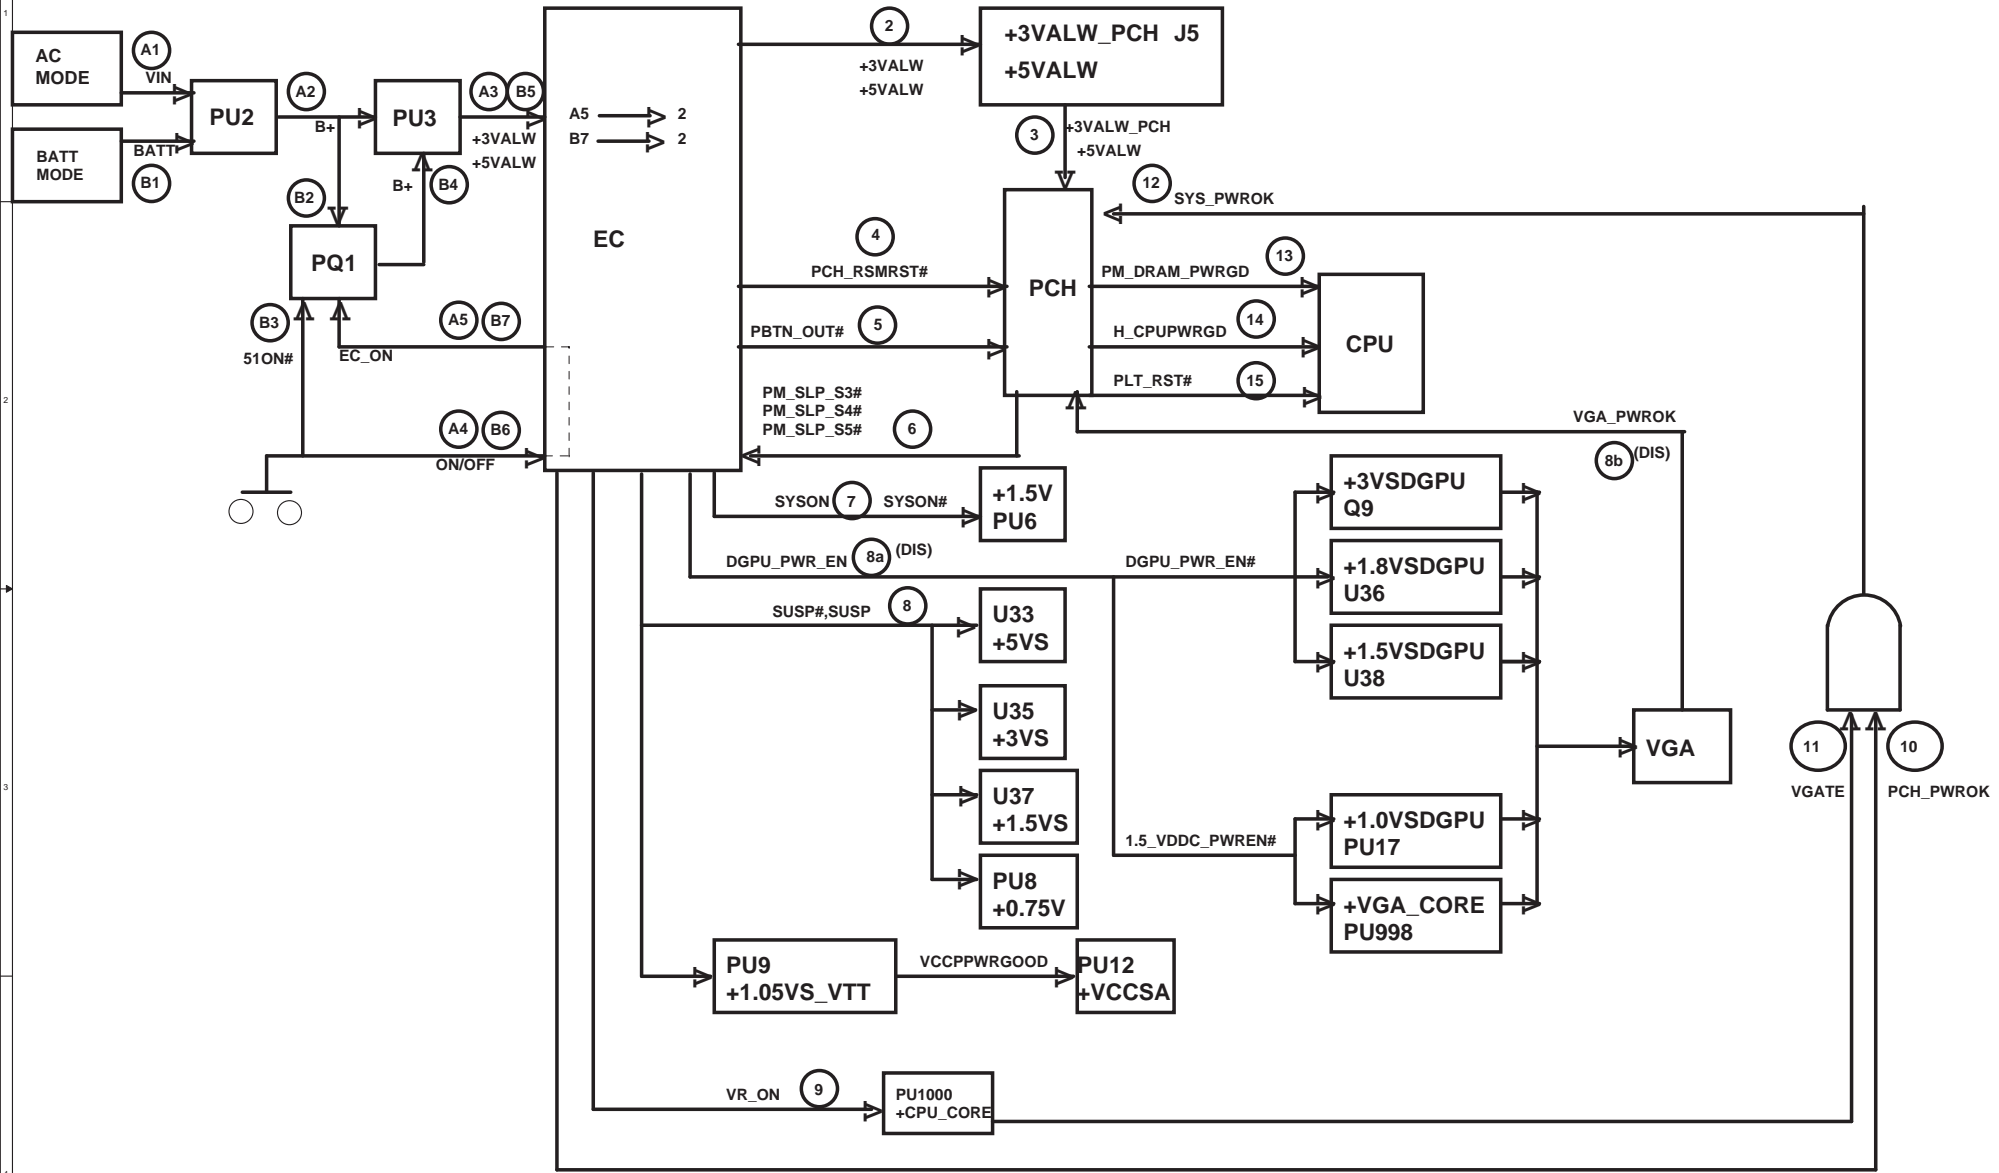 1
2
3
4
AC
MODE
A1
VIN
BATT
MODE
BATT
B1
PU2
A2
B+
PU3
A3
B5
+3VALW
+5VALW
B2
B+
B4
PQ1
B3
51ON#
A5
B7
EC_ON
A4
B6
ON/OFF
A5
2
B7
2
EC
2
+3VALW
+5VALW
+3VALW_PCH J5
+5VALW
3
+3VALW_PCH
+5VALW
12
SYS_PWROK
4
PCH_RSMRST#
PCH
PBTN_OUT#
5
PM_SLP_S3#
PM_SLP_S4#
PM_SLP_S5#
6
PM_DRAM_PWRGD
13
H_CPUPWRGD
14
PLT_RST#
15
CPU
VGA_PWROK
8b
(DIS)
SYSON
7
SYSON#
+1.5V
PU6
DGPU_PWR_EN
8a
(DIS)
DGPU_PWR_EN#
+3VSDGPU
Q9
+1.8VSDGPU
U36
+1.5VSDGPU
U38
SUSP#,SUSP
8
U33
+5VS
U35
+3VS
U37
+1.5VS
PU8
+0.75V
1.5_VDDC_PWREN#
+1.0VSDGPU
PU17
+VGA_CORE
PU998
VGA
11
VGATE
10
PCH_PWROK
PU9
+1.05VS_VTT
VCCPPWRGOOD
PU12
+VCCSA
VR_ON
9
PU1000
+CPU_CORE